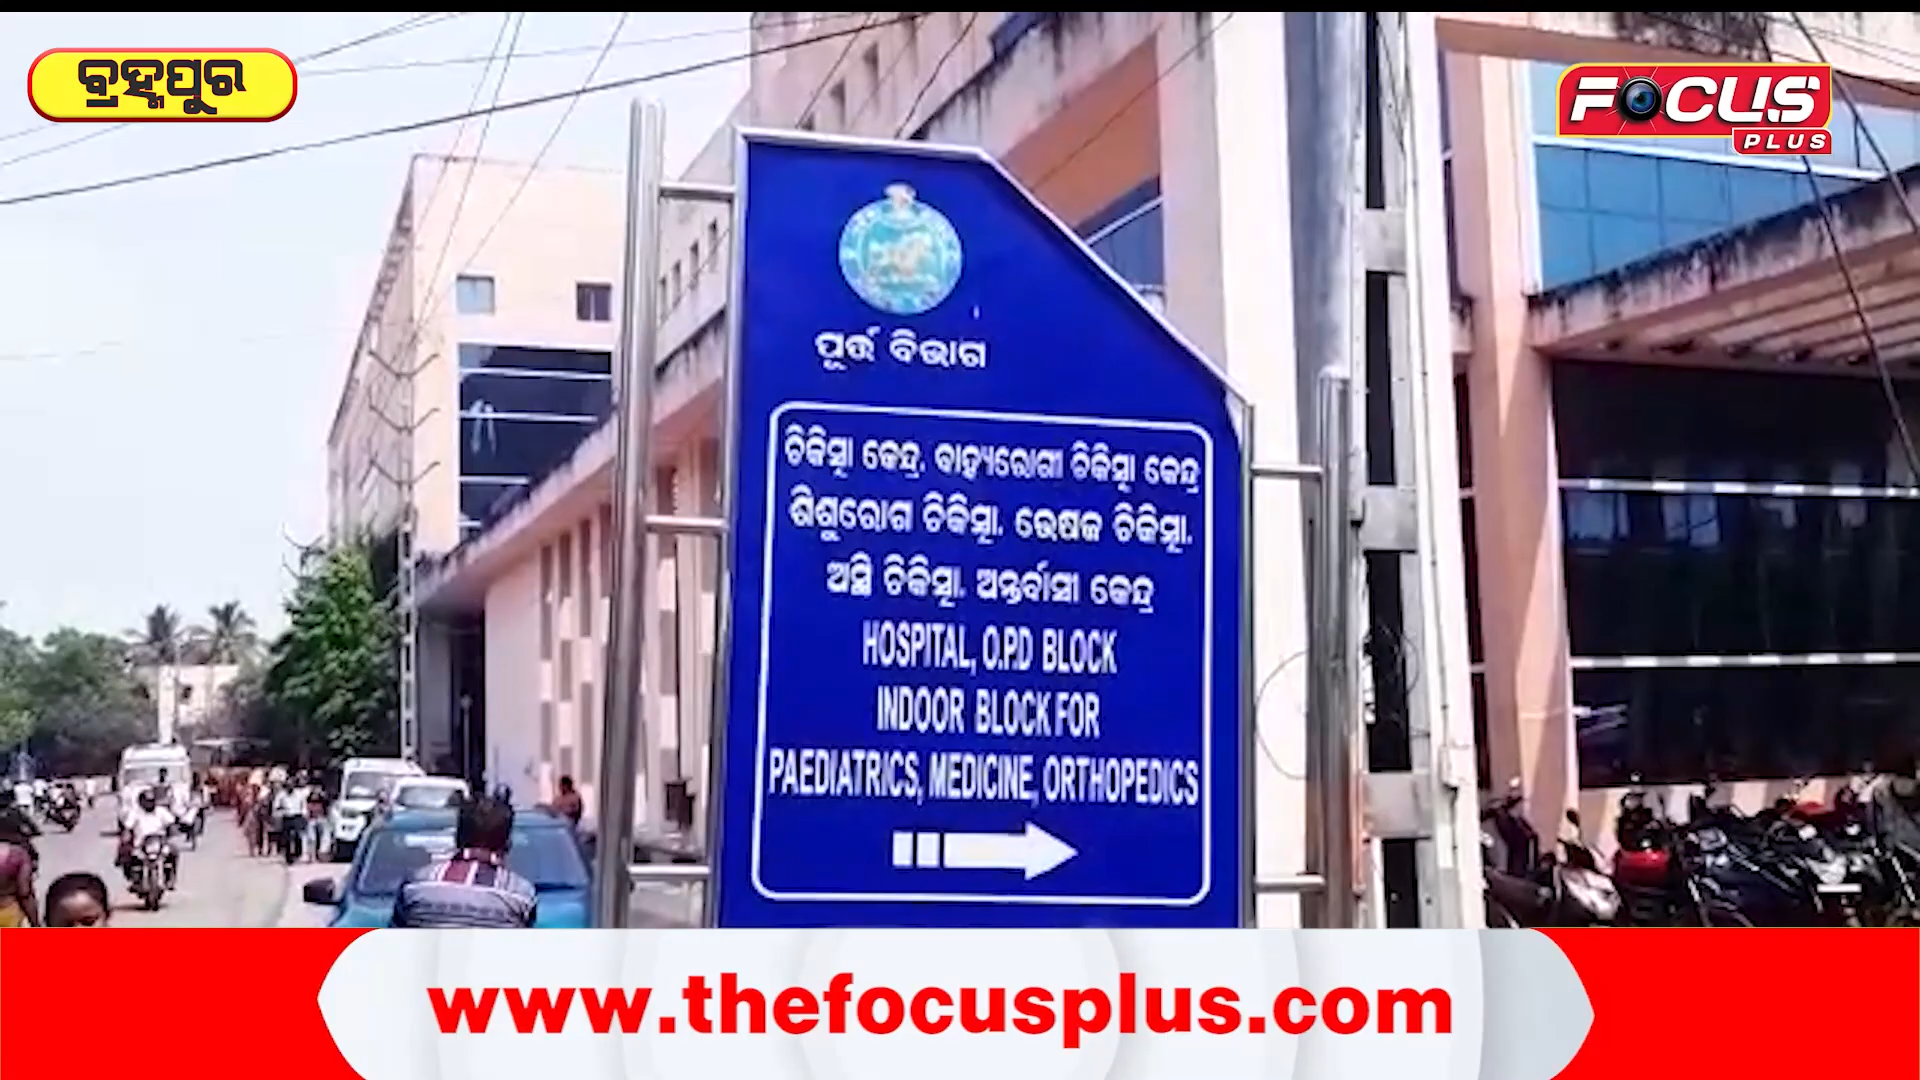 ବ୍ରହ୍ମପୁର
FOCUS
PLUS
ପୂର୍ତ୍ତ ବିଭାଗ
ଚିକିତ୍ସା କେନ୍ଦ୍ର, ବାହ୍ୟରୋଗୀ ଚିକିତ୍ସା କେନ୍ଦ୍ର
ଶିଶୁରୋଗ ଚିକିତ୍ସା, ଭେଷଜ ଚିକିତ୍ସା,
ଅସ୍ଥି ଚିକିତ୍ସା, ଅନ୍ତର୍ବାସୀ କେନ୍ଦ୍ର
HOSPITAL, O.P.D BLOCK
INDOOR BLOCK FOR
PAEDIATRICS, MEDICINE, ORTHOPEDICS
www.thefocusplus.com